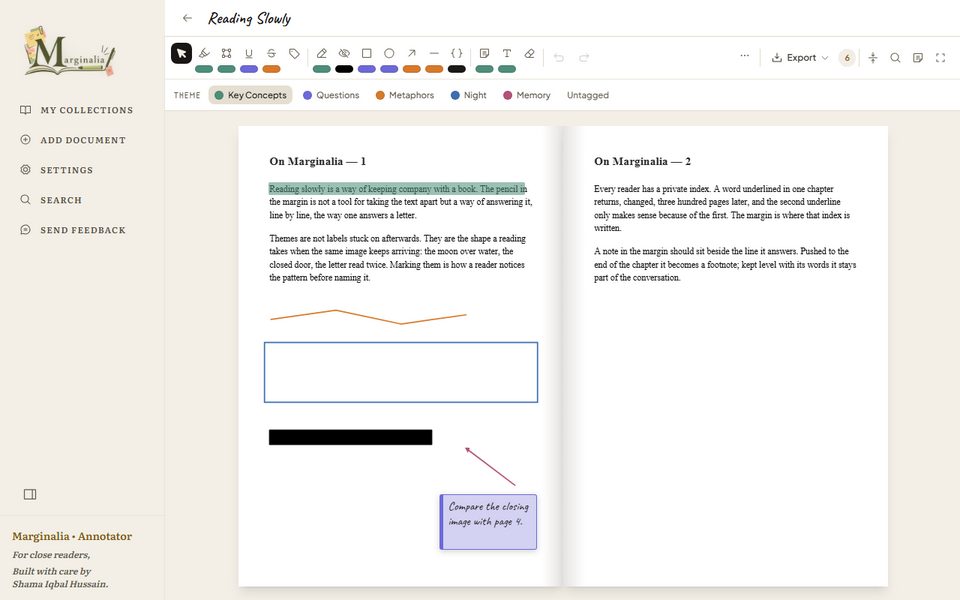 Marginalia
MY COLLECTIONS
ADD DOCUMENT
SETTINGS
SEARCH
SEND FEEDBACK
Marginalia • Annotator
For close readers,
Built with care by
Shama Iqbal Hussain.
Reading Slowly
Export
6
THEME
Key Concepts
Questions
Metaphors
Night
Memory
Untagged
On Marginalia — 1
Reading slowly is a way of keeping company with a book. The pencil in
the margin is not a tool for taking the text apart but a way of answering it,
line by line, the way one answers a letter.
Themes are not labels stuck on afterwards. They are the shape a reading
takes when the same image keeps arriving: the moon over water, the
closed door, the letter read twice. Marking them is how a reader notices
the pattern before naming it.
Compare the closing
image with page 4.
On Marginalia — 2
Every reader has a private index. A word underlined in one chapter
returns, changed, three hundred pages later, and the second underline
only makes sense because of the first. The margin is where that index is
written.
A note in the margin should sit beside the line it answers. Pushed to the
end of the chapter it becomes a footnote; kept level with its words it stays
part of the conversation.